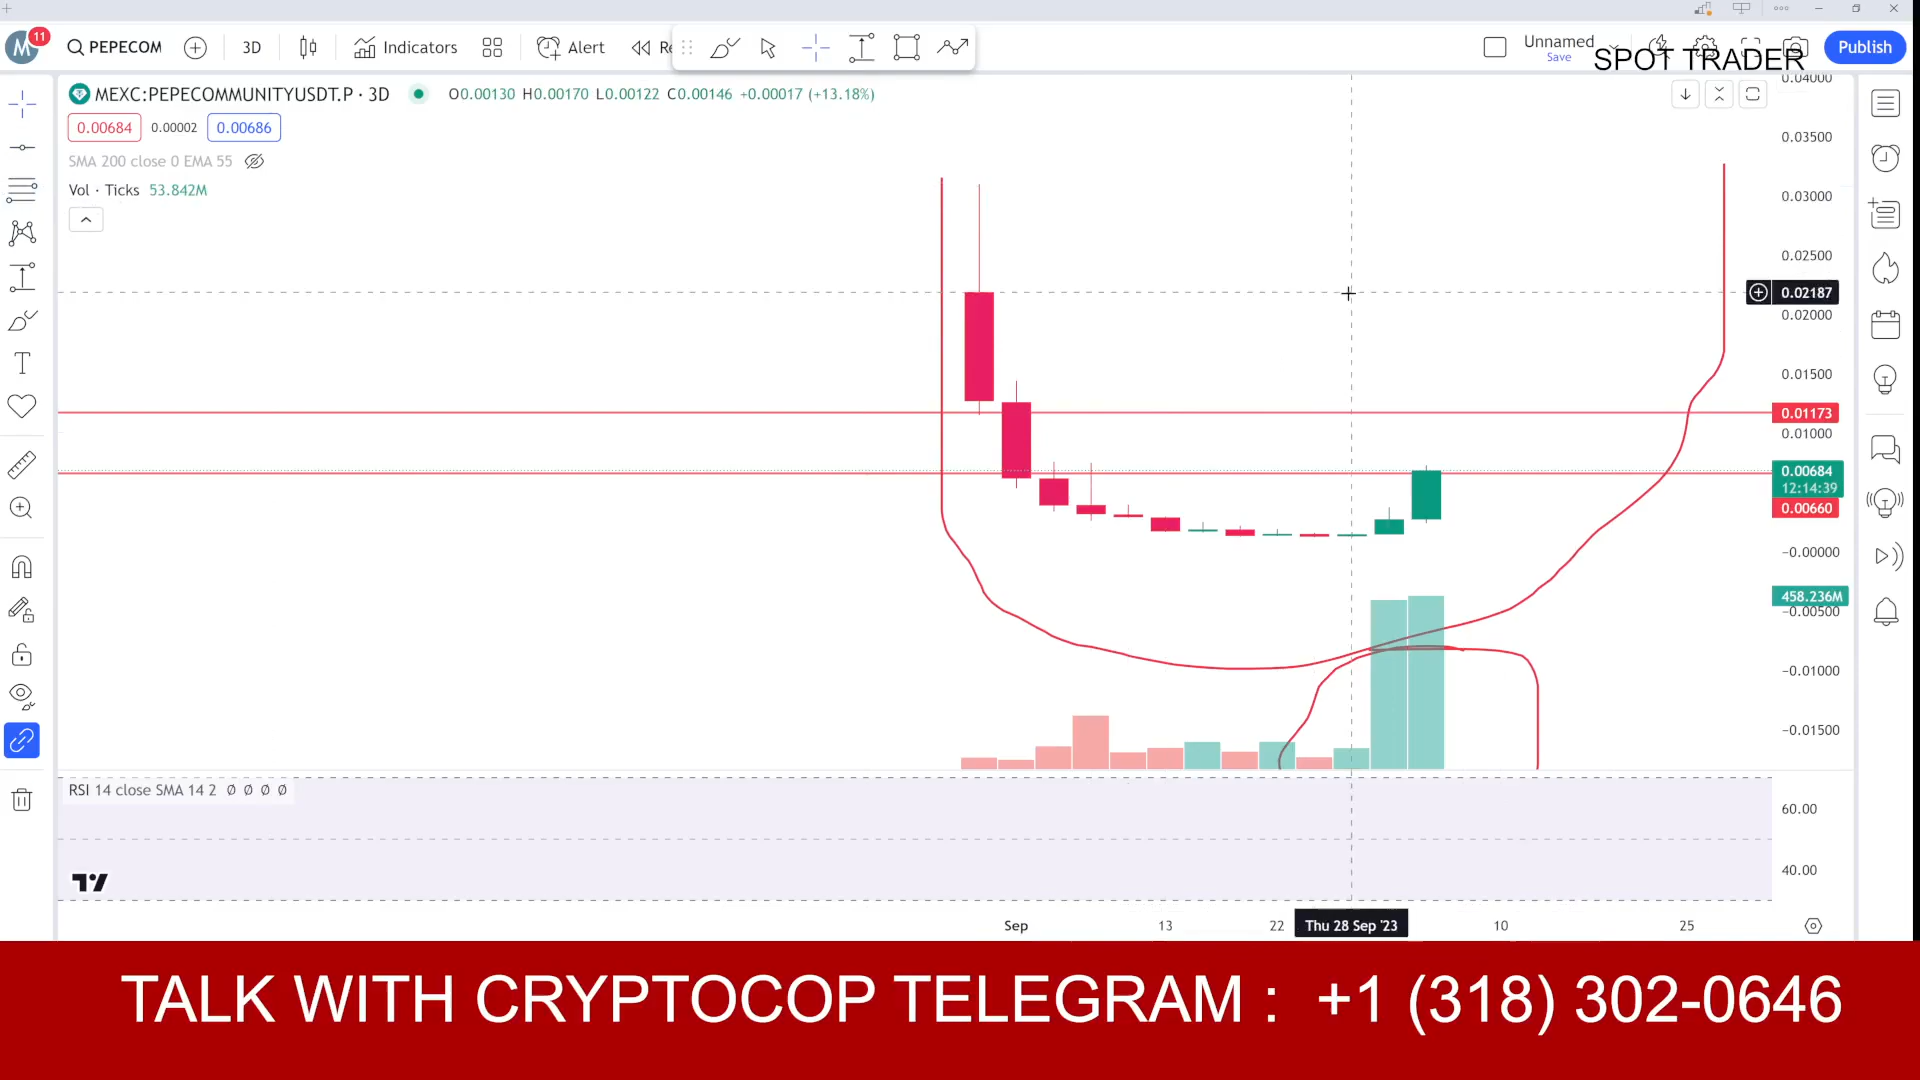 M 11 PEPECOM 3D Indicators Alert Unnamed Save SPOT TRADER Publish
MEXC:PEPECOMMUNITYUSDT.P · 3D O0.00130 H0.00170 L0.00122 C0.00146 +0.00017 (+13.18%)
0.00684 0.00002 0.00686
SMA 200 close 0 EMA 55
Vol · Ticks 53.842M
0.04000
0.03500
0.03000
0.02500
0.02187
0.02000
0.01500
0.01173
0.01000
0.00684
12:14:39
0.00660
−0.00000
458.236M
−0.00500
−0.01000
−0.01500
RSI 14 close SMA 14 2 Ø Ø Ø Ø
60.00
40.00
Sep 13 22 Thu 28 Sep '23 10 25
TALK WITH CRYPTOCOP TELEGRAM : +1 (318) 302-0646